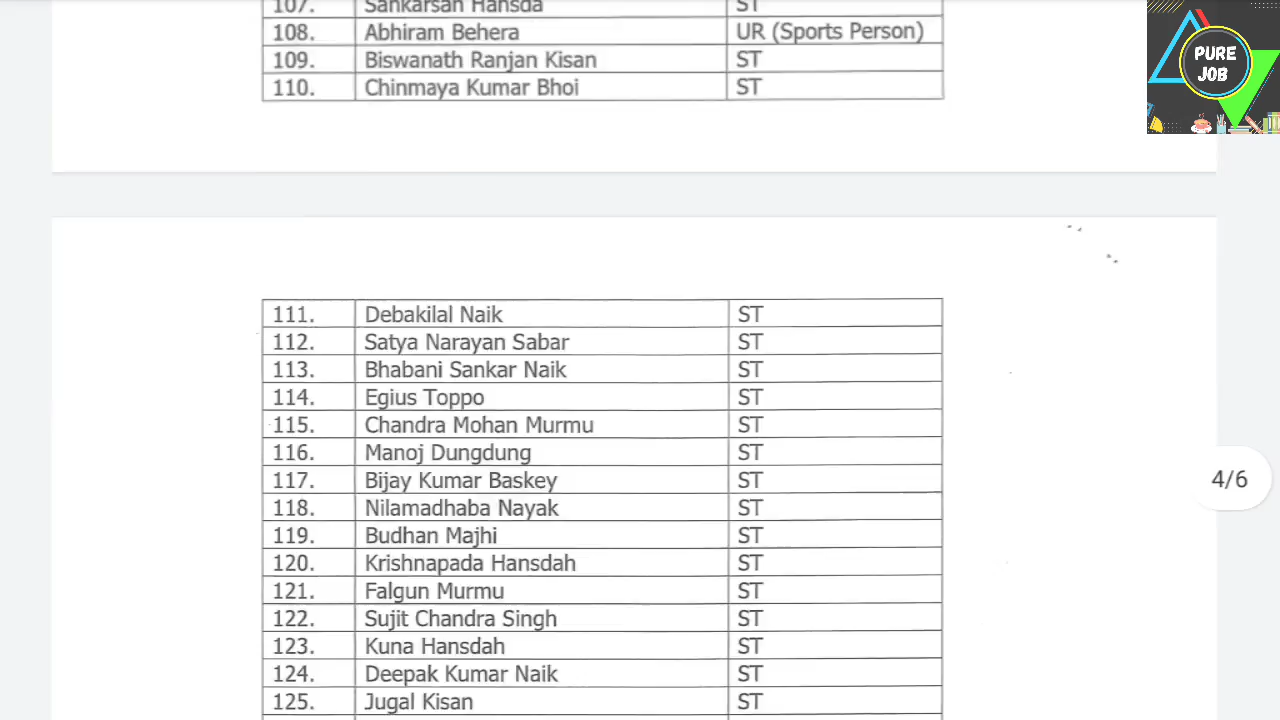 107. Sankarsan Hansda ST
108. Abhiram Behera UR (Sports Person)
109. Biswanath Ranjan Kisan ST
110. Chinmaya Kumar Bhoi ST
PURE
JOB
111. Debakilal Naik ST
112. Satya Narayan Sabar ST
113. Bhabani Sankar Naik ST
114. Egius Toppo ST
115. Chandra Mohan Murmu ST
116. Manoj Dungdung ST
117. Bijay Kumar Baskey ST
118. Nilamadhaba Nayak ST
119. Budhan Majhi ST
120. Krishnapada Hansdah ST
121. Falgun Murmu ST
122. Sujit Chandra Singh ST
123. Kuna Hansdah ST
124. Deepak Kumar Naik ST
125. Jugal Kisan ST
4/6